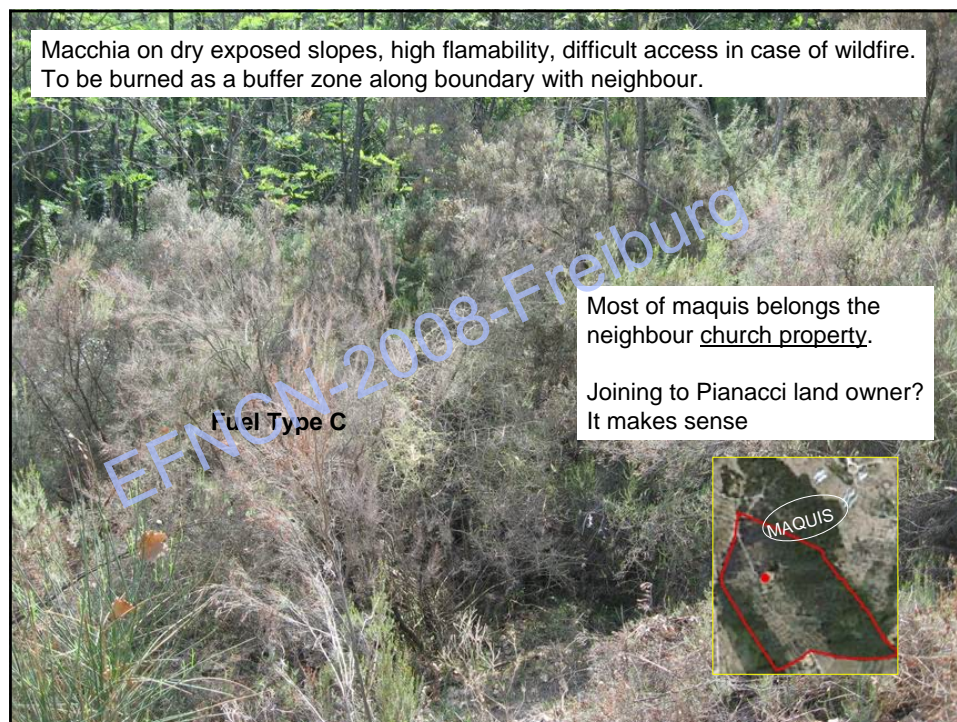 Macchia on dry exposed slopes, high flamability, difficult access in case of wildfire.
To be burned as a buffer zone along boundary with neighbour.
EFNCN-2008-Freiburg
Most of maquis belongs the
neighbour church property.
Joining to Pianacci land owner?
It makes sense
Fuel Type C
MAQUIS